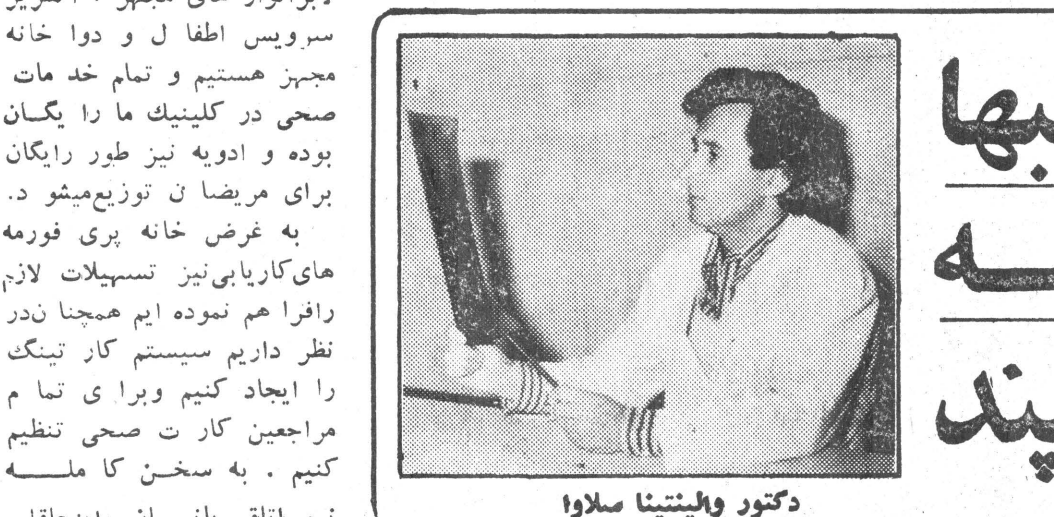 سرویس اطفا ل و دوا خانه
مجهز هستیم و تمام خد مات
صحی در کلینیك ما را یگان
بوده و ادویه نیز طور رایگان
برای مریضا ن توزیع‌میشو د.
به غرض خانه پری فورمه
های‌کاریابی‌نیز تسهیلات لازم
رافرا هم نموده ایم همچنا ن‌در
نظر داریم سیستم کار تینگ
را ایجاد کنیم وبرا ی تما م
مراجعین کار ت صحی تنظیم
کنیم . به سخن کا ملــه
دکتور والینتینا سلاوا